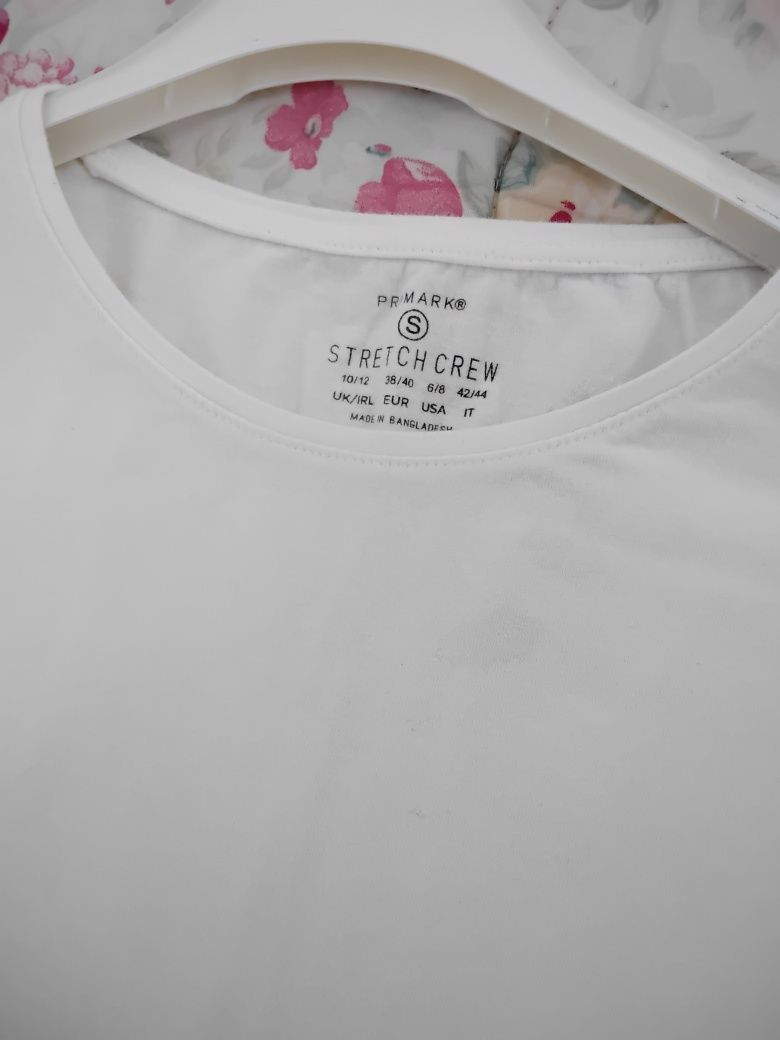 PRIMARK®
S
STRETCH CREW
10/12 38/40 6/8 42/44
UK/IRL EUR USA IT
MADE IN BANGLADESH